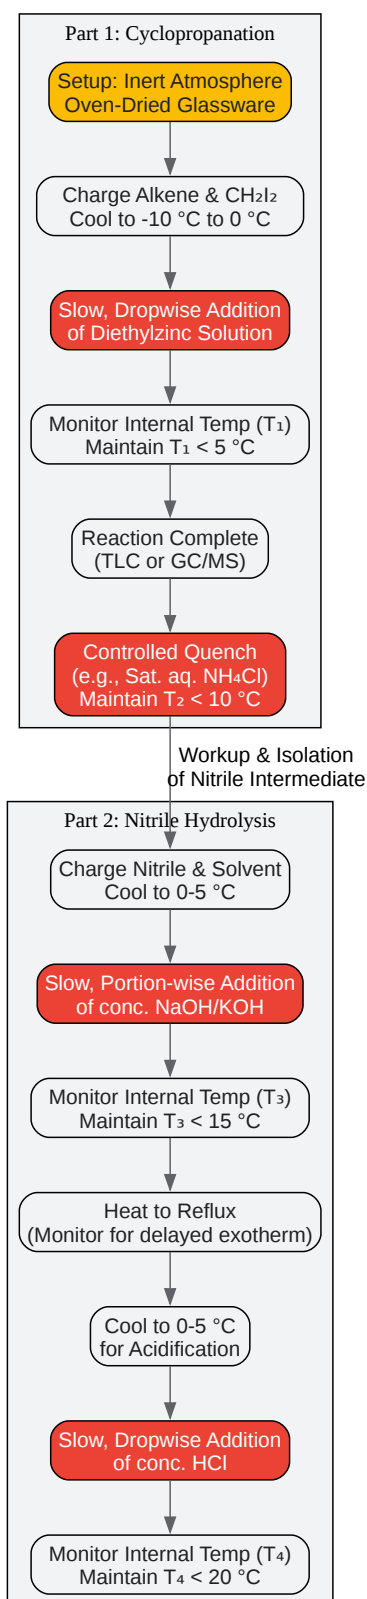 Part 1: Cyclopropanation
Setup: Inert Atmosphere
Oven-Dried Glassware
Charge Alkene & CH₂I₂
Cool to -10 °C to 0 °C
Slow, Dropwise Addition
of Diethylzinc Solution
Monitor Internal Temp (T₁)
Maintain T₁ < 5 °C
Reaction Complete
(TLC or GC/MS)
Controlled Quench
(e.g., Sat. aq. NH₄Cl)
Maintain T₂ < 10 °C
Workup & Isolation
of Nitrile Intermediate
Part 2: Nitrile Hydrolysis
Charge Nitrile & Solvent
Cool to 0-5 °C
Slow, Portion-wise Addition
of conc. NaOH/KOH
Monitor Internal Temp (T₃)
Maintain T₃ < 15 °C
Heat to Reflux
(Monitor for delayed exotherm)
Cool to 0-5 °C
for Acidification
Slow, Dropwise Addition
of conc. HCl
Monitor Internal Temp (T₄)
Maintain T₄ < 20 °C